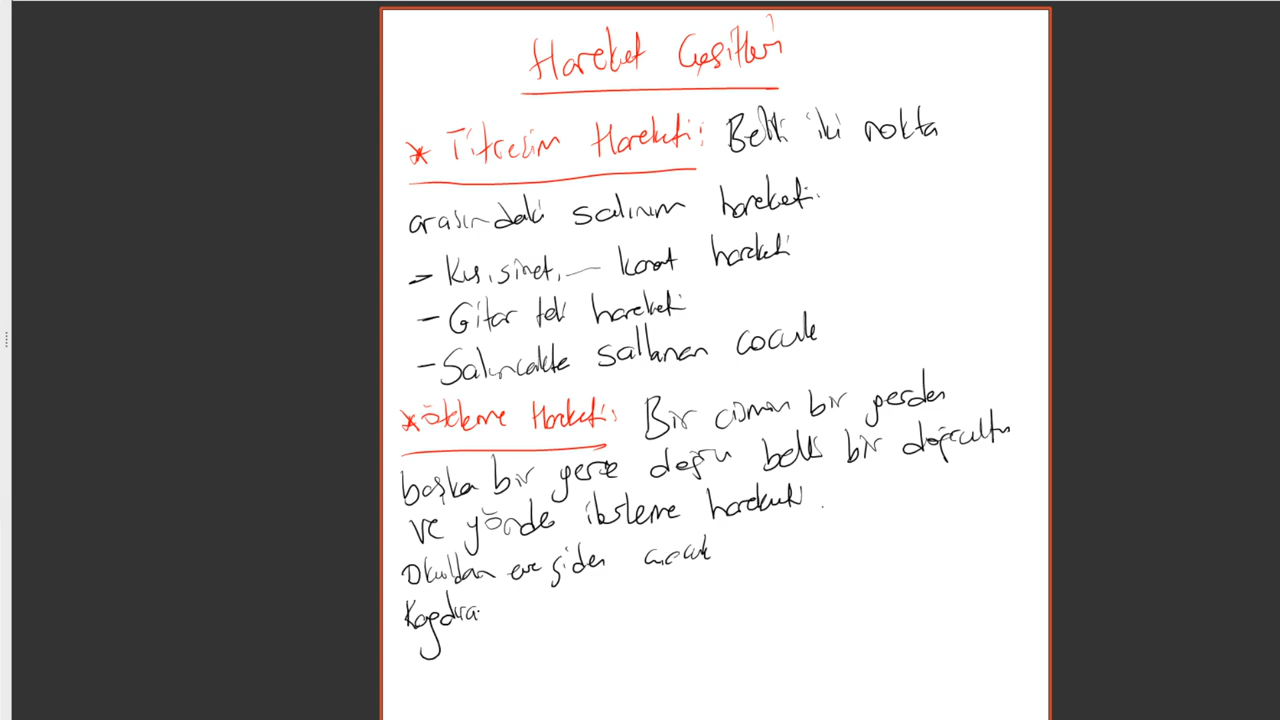 Hareket Çeşitleri
* Titreşim Hareketi: Belli iki nokta
arasındaki salınım hareketi.
- Kuş, sinek, — kanat hareketi
- Gitar teli hareketi
- Salıncakta sallanan çocuk
* Öteleme Hareketi: Bir cismin bir yerden
başka bir yere doğru belli bir doğrultu
ve yönde ilerleme hareketi.
Okuldan eve giden çocuk
Kaydıra